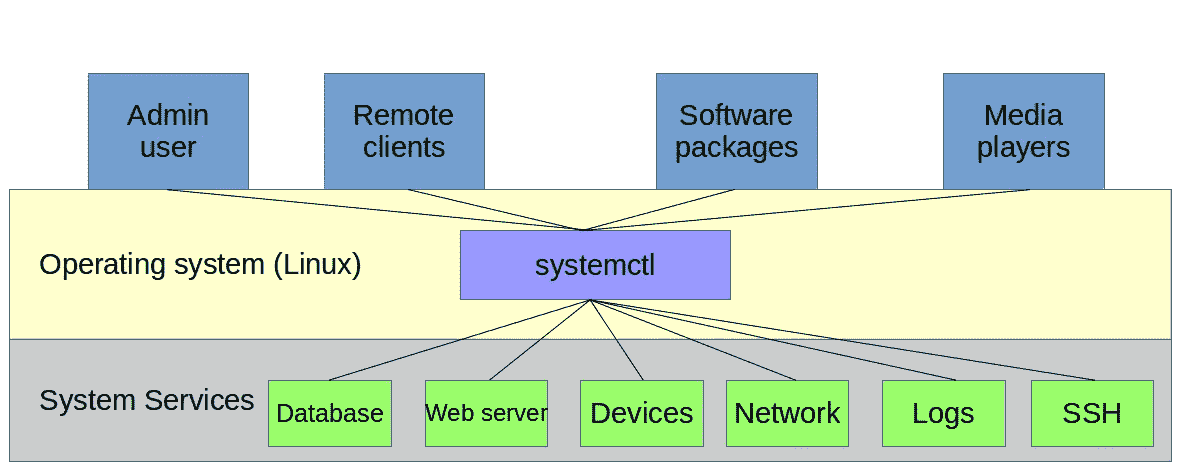 Admin
user
Remote
clients
Software
packages
Media
players
Operating system (Linux)
systemctl
System Services
Database
Web server
Devices
Network
Logs
SSH